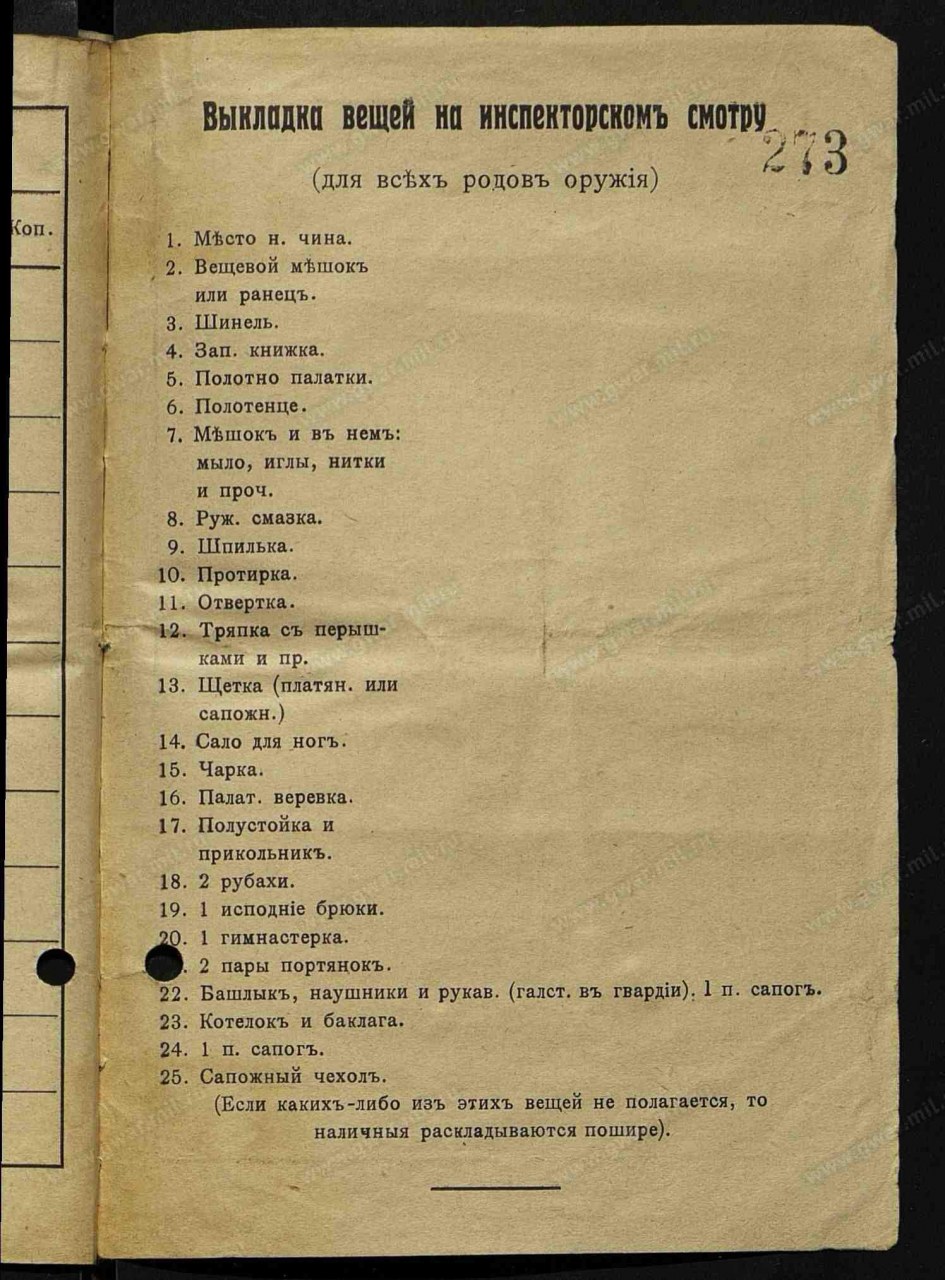 Выкладка вещей на инспекторскомъ смотру
273
(для всѣхъ родовъ оружія)
Коп.
1. Мѣсто н. чина.
2. Вещевой мѣшокъ
или ранецъ.
3. Шинель.
4. Зап. книжка.
5. Полотно палатки.
6. Полотенце.
7. Мѣшокъ и въ немъ:
мыло, иглы, нитки
и проч.
8. Руж. смазка.
9. Шпилька.
10. Протирка.
11. Отвертка.
12. Тряпка съ перыш-
ками и пр.
13. Щетка (платян. или
сапожн.)
14. Сало для ногъ.
15. Чарка.
16. Палат. веревка.
17. Полустойка и
прикольникъ.
18. 2 рубахи.
19. 1 исподніе брюки.
20. 1 гимнастерка.
. 2 пары портянокъ.
22. Башлыкъ, наушники и рукав. (галст. въ гвардіи). 1 п. сапогъ.
23. Котелокъ и баклага.
24. 1 п. сапогъ.
25. Сапожный чехолъ.
(Если какихъ-либо изъ этихъ вещей не полагается, то
наличныя раскладываются пошире).